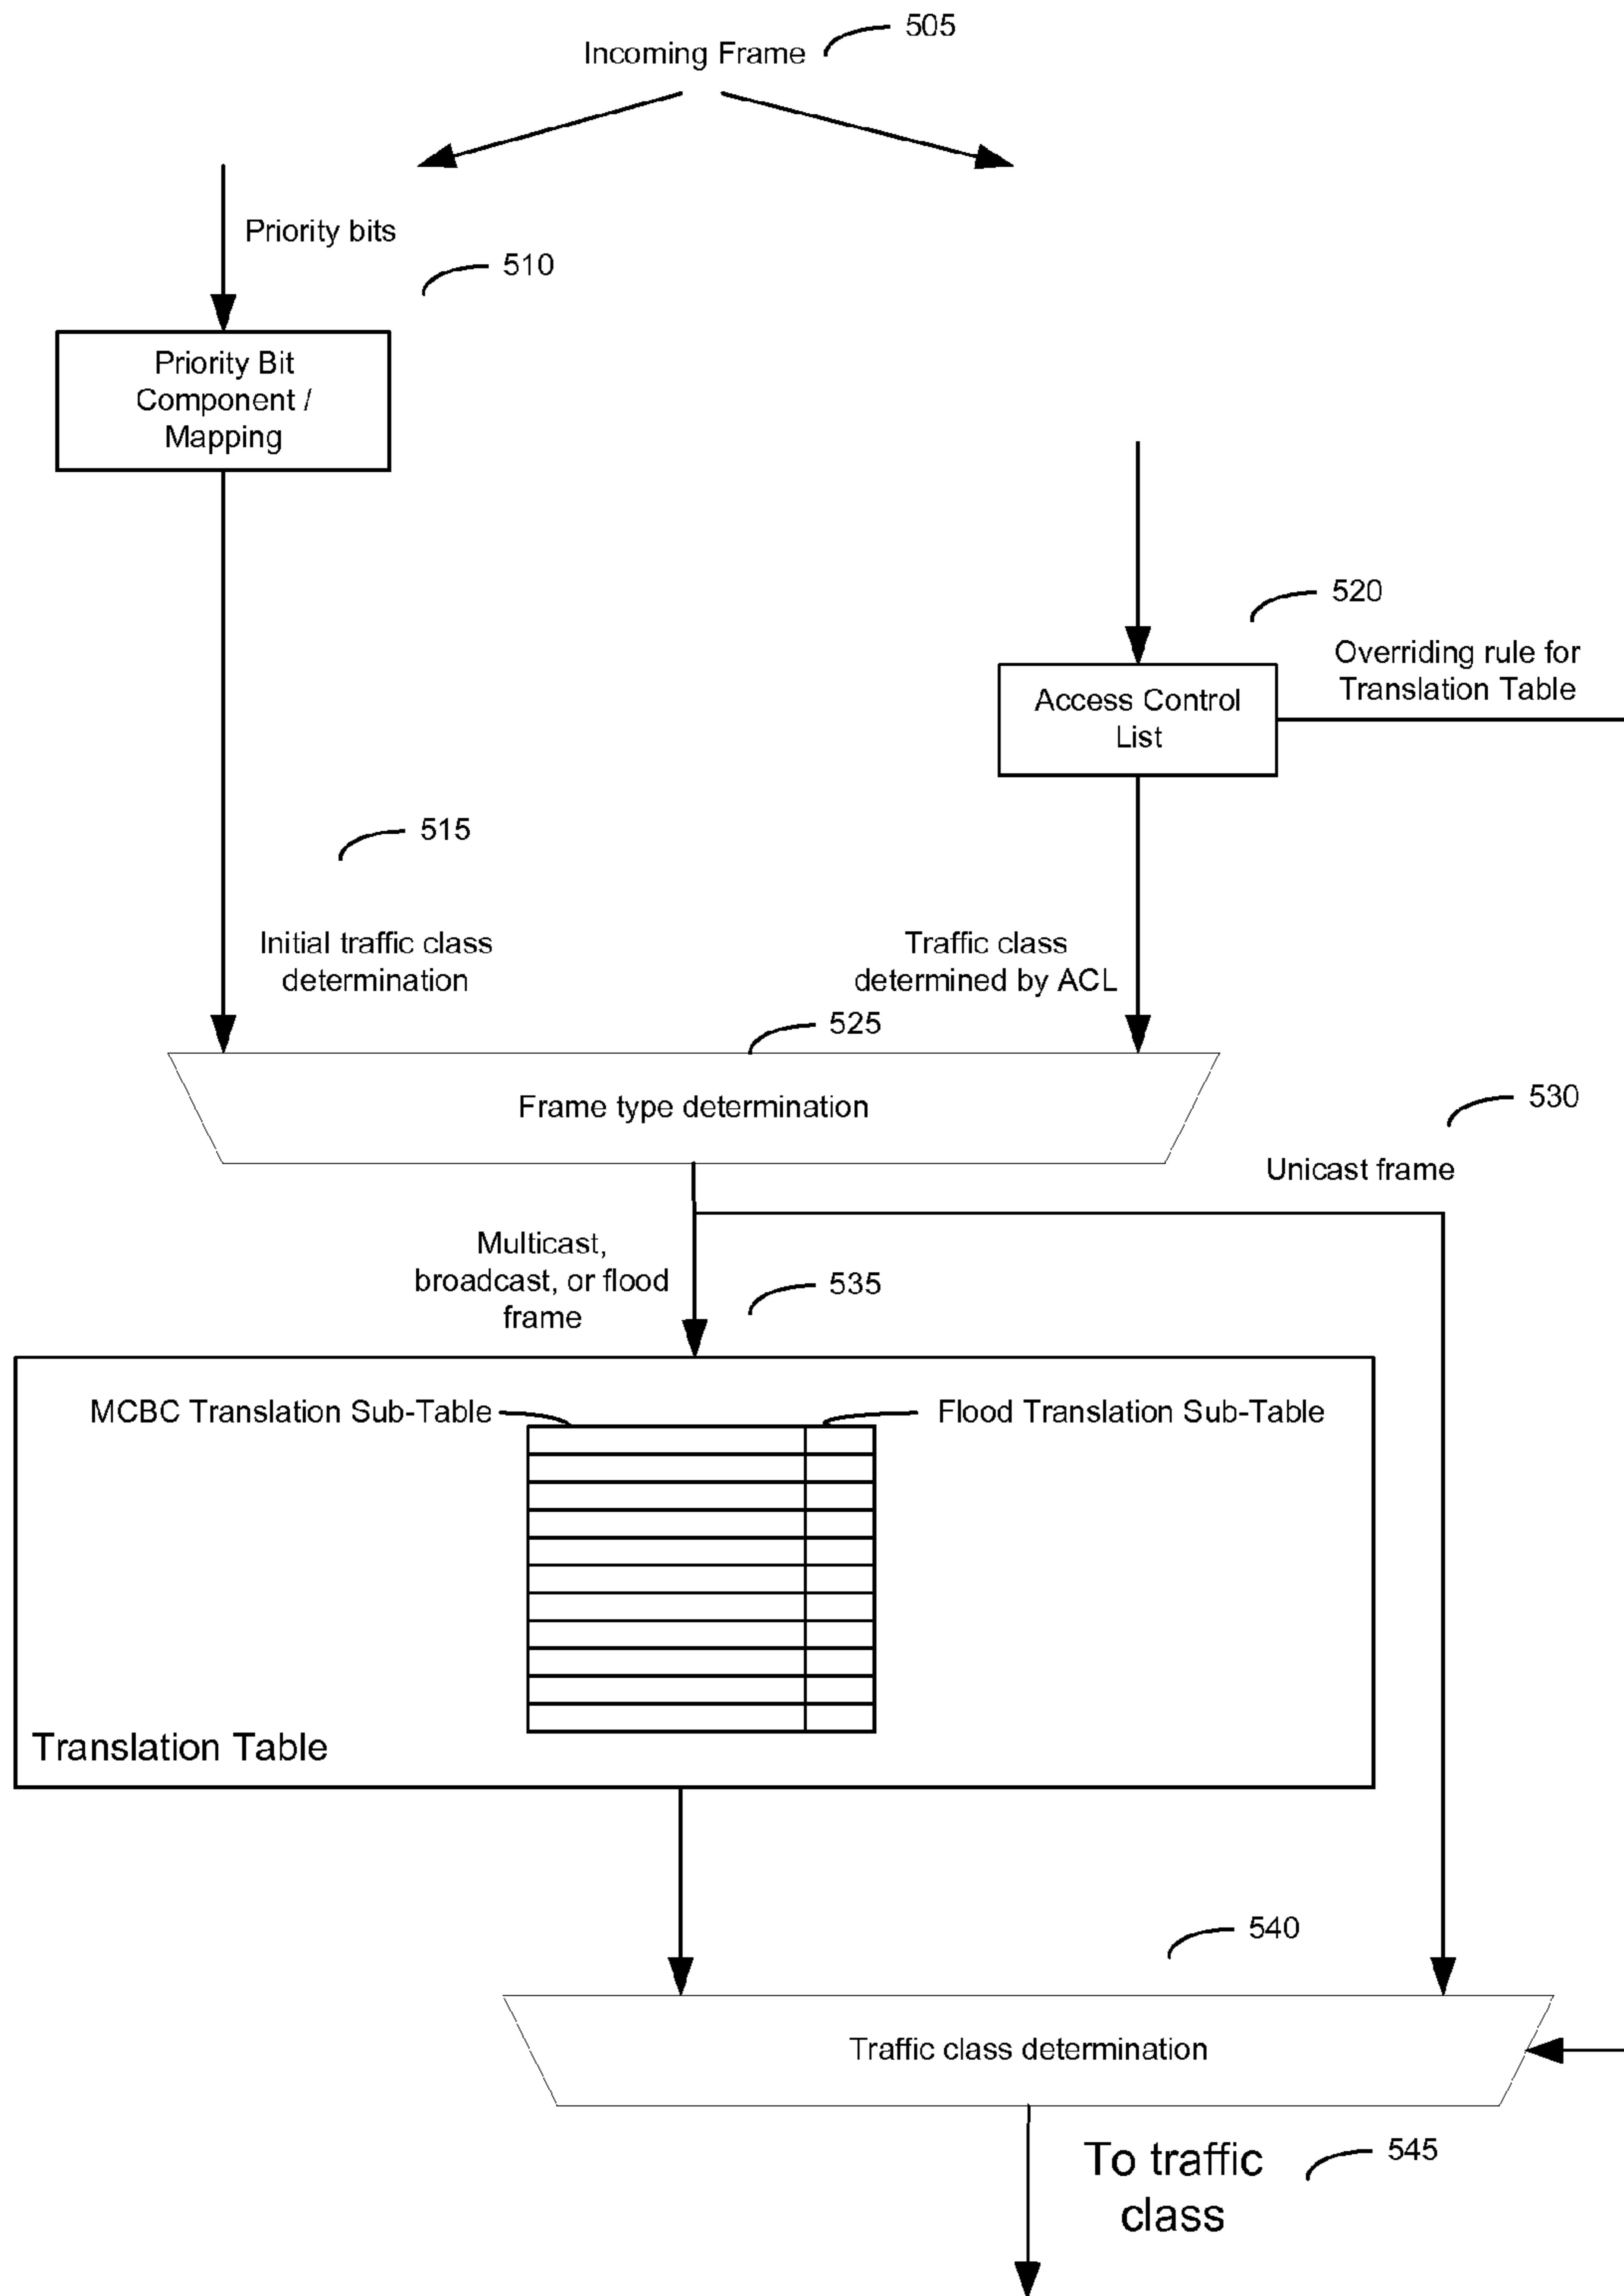 505
Incoming Frame
Priority bits
510
Priority Bit
Component /
Mapping
520
Overriding rule for
Translation Table
Access Control
List
515
Initial traffic class
determination
Traffic class
determined by ACL
525
Frame type determination
530
Unicast frame
Multicast,
broadcast, or flood
frame
535
MCBC Translation Sub-Table
Flood Translation Sub-Table
Translation Table
540
Traffic class determination
545
To traffic
class